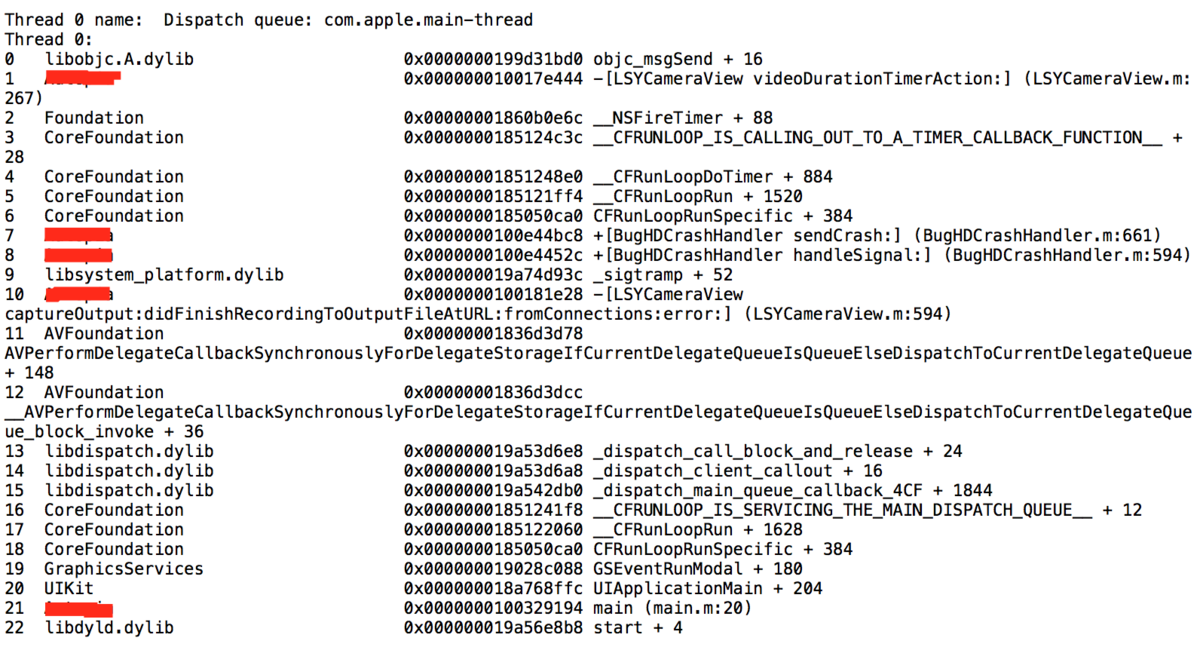 Thread 0 name:  Dispatch queue: com.apple.main-thread
Thread 0:
0   libobjc.A.dylib                     0x0000000199d31bd0 objc_msgSend + 16
1                                       0x000000010017e444 -[LSYCameraView videoDurationTimerAction:] (LSYCameraView.m:
267)
2   Foundation                          0x00000001860b0e6c __NSFireTimer + 88
3   CoreFoundation                      0x0000000185124c3c __CFRUNLOOP_IS_CALLING_OUT_TO_A_TIMER_CALLBACK_FUNCTION__ +
28
4   CoreFoundation                      0x00000001851248e0 __CFRunLoopDoTimer + 884
5   CoreFoundation                      0x0000000185121ff4 __CFRunLoopRun + 1520
6   CoreFoundation                      0x0000000185050ca0 CFRunLoopRunSpecific + 384
7                                       0x0000000100e44bc8 +[BugHDCrashHandler sendCrash:] (BugHDCrashHandler.m:661)
8                                       0x0000000100e4452c +[BugHDCrashHandler handleSignal:] (BugHDCrashHandler.m:594)
9   libsystem_platform.dylib            0x000000019a74d93c _sigtramp + 52
10                                      0x0000000100181e28 -[LSYCameraView
captureOutput:didFinishRecordingToOutputFileAtURL:fromConnections:error:] (LSYCameraView.m:594)
11  AVFoundation                        0x00000001836d3d78
AVPerformDelegateCallbackSynchronouslyForDelegateStorageIfCurrentDelegateQueueIsQueueElseDispatchToCurrentDelegateQueue
+ 148
12  AVFoundation                        0x00000001836d3dcc
__AVPerformDelegateCallbackSynchronouslyForDelegateStorageIfCurrentDelegateQueueIsQueueElseDispatchToCurrentDelegateQue
ue_block_invoke + 36
13  libdispatch.dylib                   0x000000019a53d6e8 _dispatch_call_block_and_release + 24
14  libdispatch.dylib                   0x000000019a53d6a8 _dispatch_client_callout + 16
15  libdispatch.dylib                   0x000000019a542db0 _dispatch_main_queue_callback_4CF + 1844
16  CoreFoundation                      0x00000001851241f8 __CFRUNLOOP_IS_SERVICING_THE_MAIN_DISPATCH_QUEUE__ + 12
17  CoreFoundation                      0x0000000185122060 __CFRunLoopRun + 1628
18  CoreFoundation                      0x0000000185050ca0 CFRunLoopRunSpecific + 384
19  GraphicsServices                    0x000000019028c088 GSEventRunModal + 180
20  UIKit                               0x000000018a768ffc UIApplicationMain + 204
21                                      0x0000000100329194 main (main.m:20)
22  libdyld.dylib                       0x000000019a56e8b8 start + 4